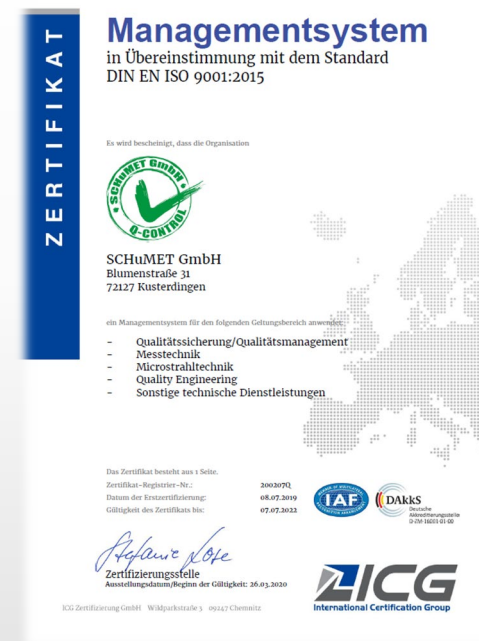 ZERTIFIKAT
Managementsystem
in Übereinstimmung mit dem Standard
DIN EN ISO 9001:2015
Es wird bescheinigt, dass die Organisation
SCHuMET GmbH
Q-CONTROL
SCHuMET GmbH
Blumenstraße 31
72127 Kusterdingen
ein Managementsystem für den folgenden Geltungsbereich anwendet:
- Qualitätssicherung/Qualitätsmanagement
- Messtechnik
- Microstrahltechnik
- Quality Engineering
- Sonstige technische Dienstleistungen
Das Zertifikat besteht aus 1 Seite.
Zertifikat-Registrier-Nr.: 200207Q
Datum der Erstzertifizierung: 08.07.2019
Gültigkeit des Zertifikats bis: 07.07.2022
IAF
DAkkS
Deutsche
Akkreditierungsstelle
D-ZM-16003-01-00
Zertifizierungsstelle
Ausstellungsdatum/Beginn der Gültigkeit: 26.03.2020
ICG
International Certification Group
ICG Zertifizierung GmbH Wildparkstraße 3 09247 Chemnitz